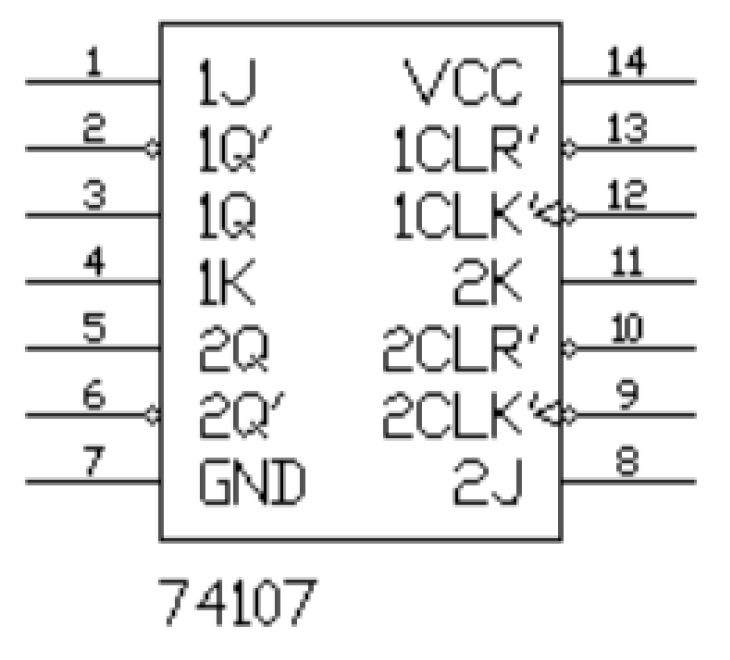 1 1J VCC 14
2 1Q' 1CLR' 13
3 1Q 1CLK' 12
4 1K 2K 11
5 2Q 2CLR' 10
6 2Q' 2CLK' 9
7 GND 2J 8
74107